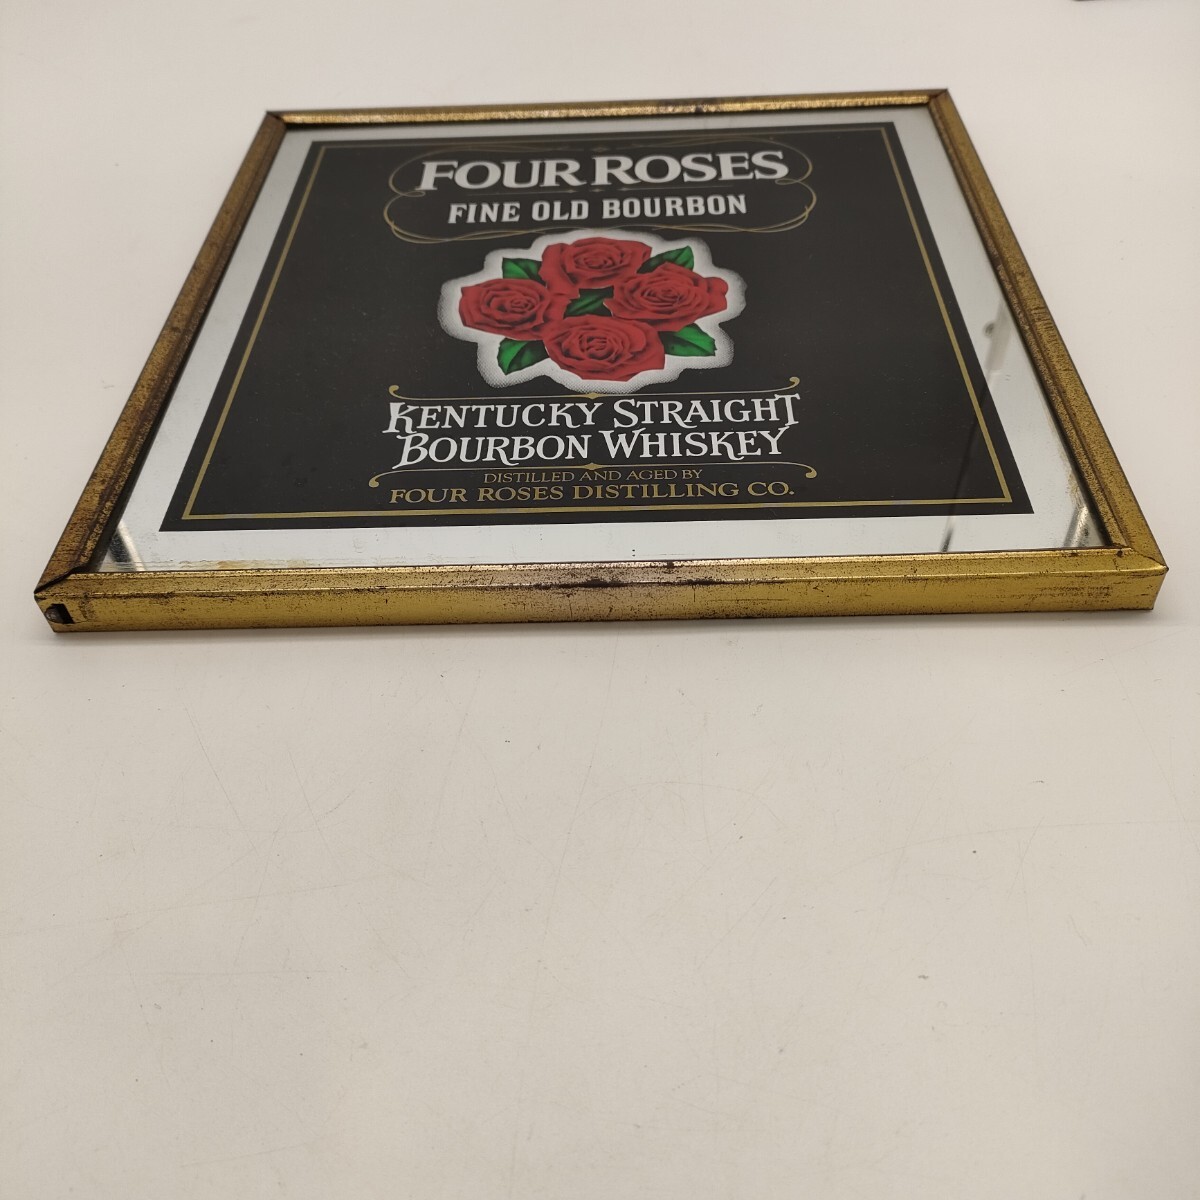 FOUR ROSES
FINE OLD BOURBON
KENTUCKY STRAIGHT
BOURBON WHISKEY
DISTILLED AND AGED BY
FOUR ROSES DISTILLING CO.